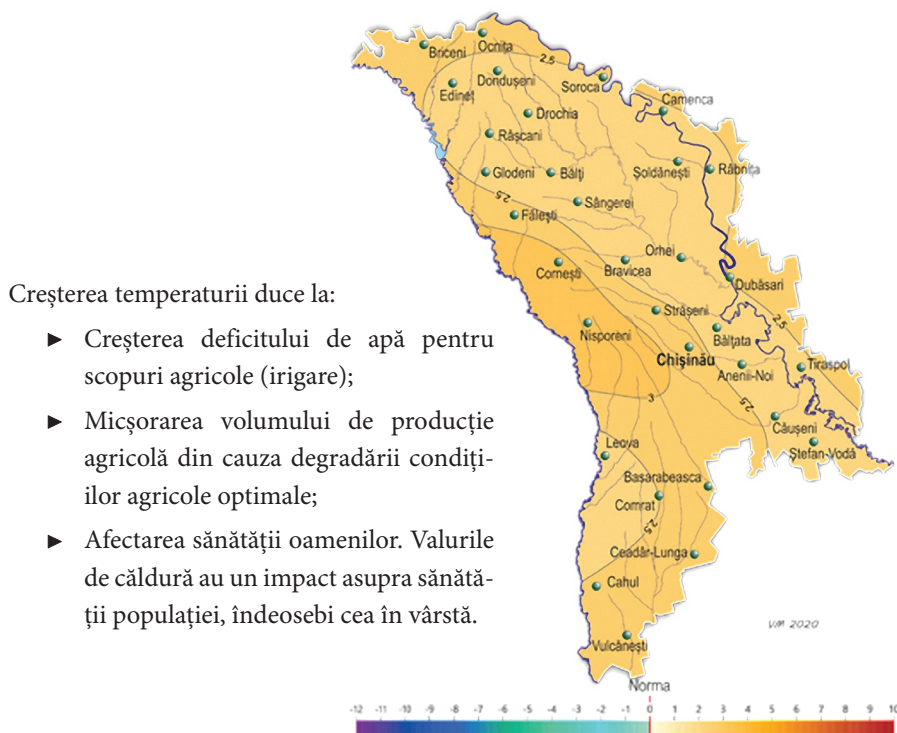 Creșterea temperaturii duce la:
► Creșterea deficitului de apă pentru
scopuri agricole (irigare);
► Micșorarea volumului de producție
agricolă din cauza degradării condiți-
ilor agricole optimale;
► Afectarea sănătății oamenilor. Valurile
de căldură au un impact asupra sănătă-
ții populației, îndeosebi cea în vârstă.
Ocnița
Briceni
2,5
Dondușeni
Soroca
Edineț
Camenca
Drochia
Râșcani
Șoldănești
Râbnița
Glodeni
Bălți
2,5
Sângerei
Fălești
Orhei
Cornești
Bravicea
Dubăsari
Strășeni
2,5
Nisporeni
Bălțata
Chișinău
Anenii-Noi
Tiraspol
2,5
3
Căușeni
Leova
Ștefan-Vodă
Basarabeasca
Comrat
2,5
Ceadâr-Lunga
Cahul
VM 2020
Vulcănești
Norma
-12 -11 -10 -9 -8 -7 -6 -5 -4 -3 -2 -1 0 1 2 3 4 5 6 7 8 9 10